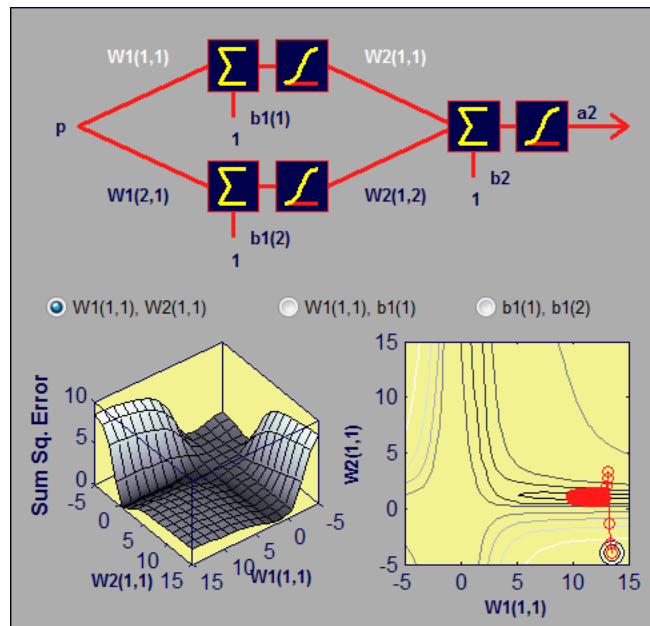 W1(1,1)
W2(1,1)
b1(1)
1
p
a2
b2
1
W1(2,1)
W2(1,2)
b1(2)
1
W1(1,1), W2(1,1)
W1(1,1), b1(1)
b1(1), b1(2)
Sum Sq. Error
10
5
0
-5
0
5
10
15
W2(1,1)
15
10
5
0
-5
W1(1,1)
W2(1,1)
15
10
5
0
-5
-5
0
5
10
15
W1(1,1)